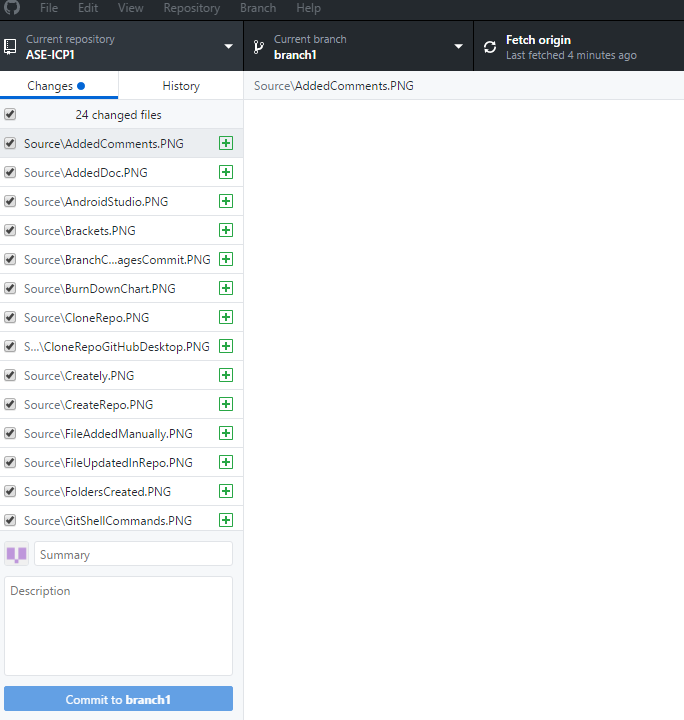 File Edit View Repository Branch Help
Current repository
ASE-ICP1
Current branch
branch1
Fetch origin
Last fetched 4 minutes ago
Changes History
Source\AddedComments.PNG
24 changed files
Source\AddedComments.PNG
Source\AddedDoc.PNG
Source\AndroidStudio.PNG
Source\Brackets.PNG
Source\BranchC...agesCommit.PNG
Source\BurnDownChart.PNG
Source\CloneRepo.PNG
S...\CloneRepoGitHubDesktop.PNG
Source\Creately.PNG
Source\CreateRepo.PNG
Source\FileAddedManually.PNG
Source\FileUpdatedInRepo.PNG
Source\FoldersCreated.PNG
Source\GitShellCommands.PNG
Summary
Description
Commit to branch1